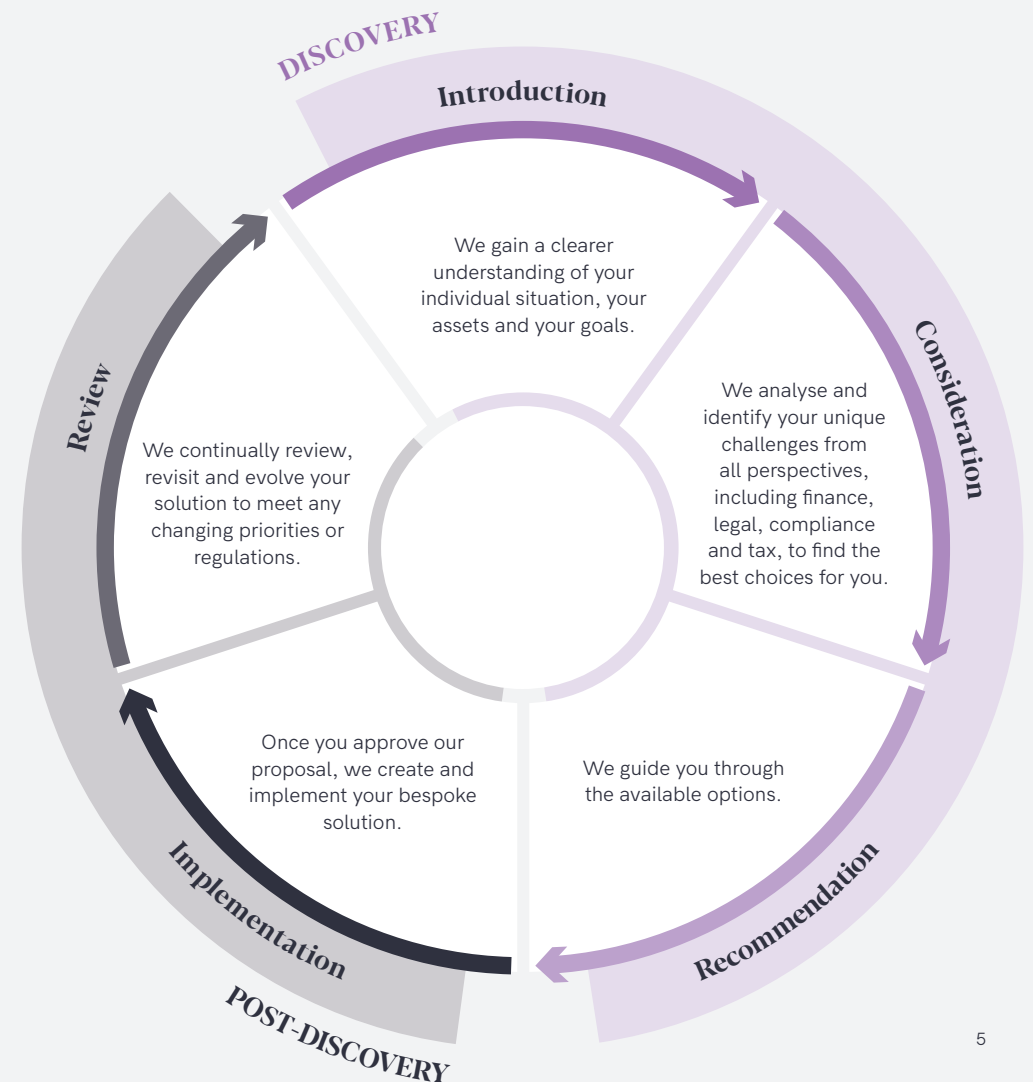 DISCOVERY
Introduction
We gain a clearer
understanding of your
individual situation, your
assets and your goals.
Consideration
We analyse and
identify your unique
challenges from
all perspectives,
including finance,
legal, compliance
and tax, to find the
best choices for you.
Recommendation
We guide you through
the available options.
POST-DISCOVERY
Implementation
Once you approve our
proposal, we create and
implement your bespoke
solution.
Review
We continually review,
revisit and evolve your
solution to meet any
changing priorities or
regulations.
5